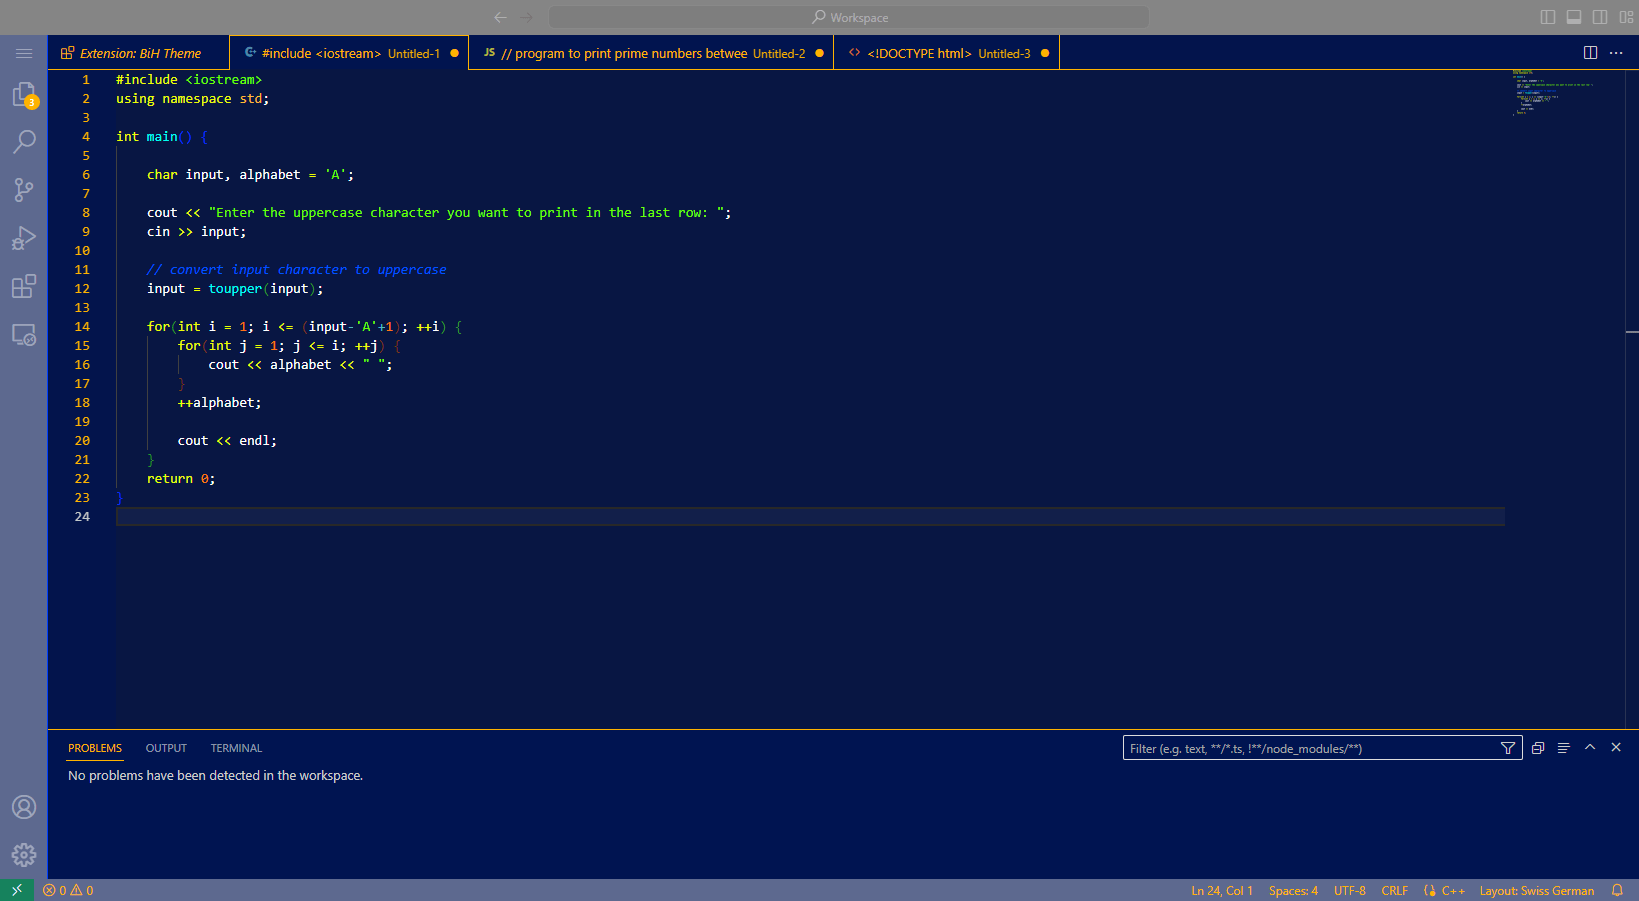 Workspace
Extension: BiH Theme
#include <iostream> Untitled-1
JS // program to print prime numbers betwee Untitled-2
<> <!DOCTYPE html> Untitled-3
3
1 #include <iostream>
2 using namespace std;
3
4 int main() {
5
6 char input, alphabet = 'A';
7
8 cout << "Enter the uppercase character you want to print in the last row: ";
9 cin >> input;
10
11 // convert input character to uppercase
12 input = toupper(input);
13
14 for(int i = 1; i <= (input-'A'+1); ++i) {
15 for(int j = 1; j <= i; ++j) {
16 cout << alphabet << " ";
17 }
18 ++alphabet;
19
20 cout << endl;
21 }
22 return 0;
23 }
24
PROBLEMS OUTPUT TERMINAL
Filter (e.g. text, **/*.ts, !**/node_modules/**)
No problems have been detected in the workspace.
0 0
Ln 24, Col 1 Spaces: 4 UTF-8 CRLF C++ Layout: Swiss German